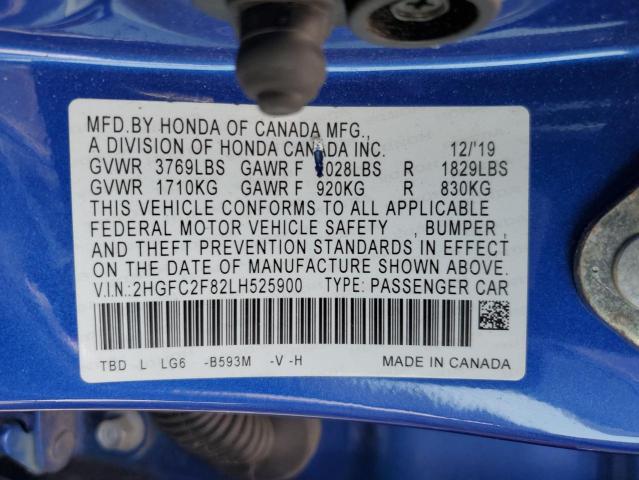 MFD.BY HONDA OF CANADA MFG.,
A DIVISION OF HONDA CANADA INC. 12/'19
GVWR 3769LBS GAWR F 2028LBS R 1829LBS
GVWR 1710KG GAWR F 920KG R 830KG
THIS VEHICLE CONFORMS TO ALL APPLICABLE
FEDERAL MOTOR VEHICLE SAFETY , BUMPER ,
AND THEFT PREVENTION STANDARDS IN EFFECT
ON THE DATE OF MANUFACTURE SHOWN ABOVE.
V.I.N:2HGFC2F82LH525900 TYPE: PASSENGER CAR
TBD L LG6 -B593M -V -H MADE IN CANADA